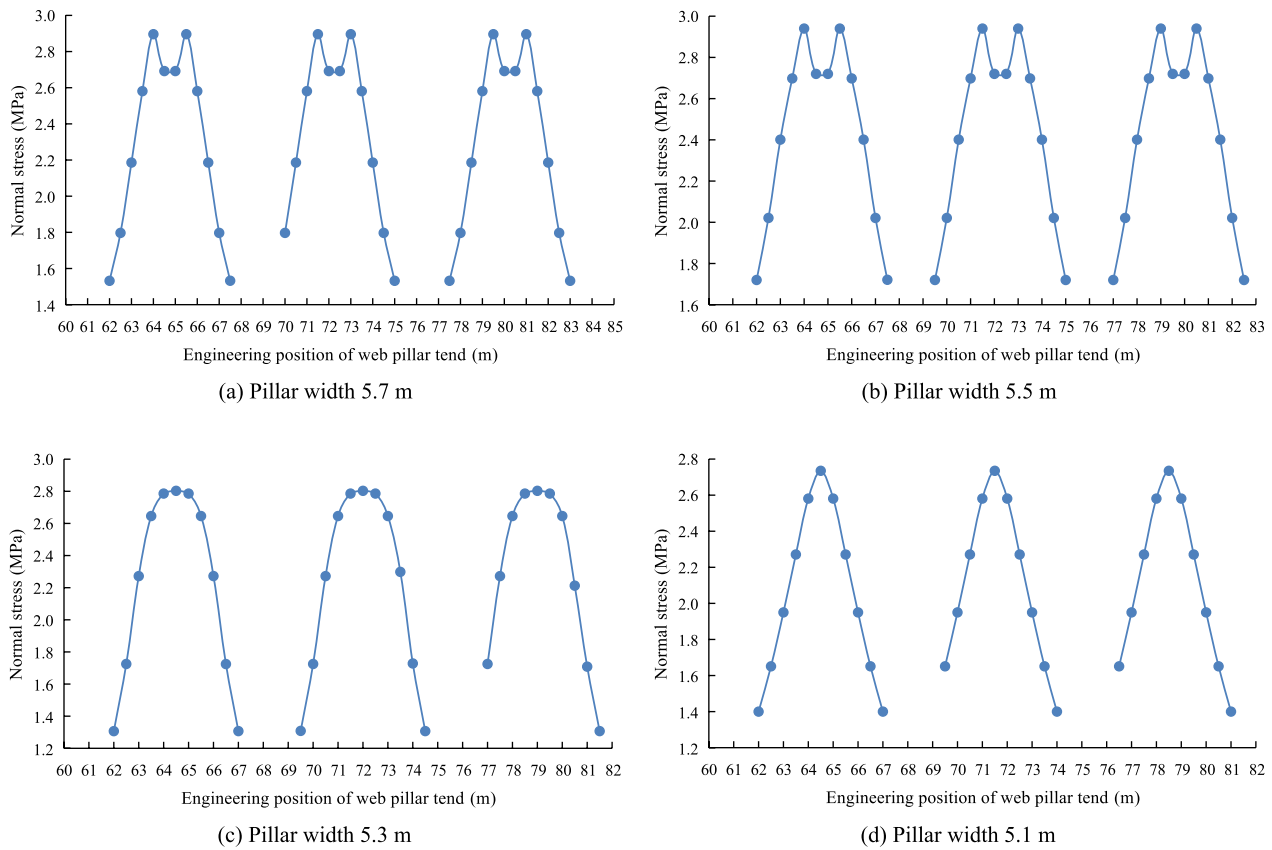 Normal stress (MPa)
3.0
2.8
2.6
2.4
2.2
2.0
1.8
1.6
1.4
60 61 62 63 64 65 66 67 68 69 70 71 72 73 74 75 76 77 78 79 80 81 82 83 84 85
Engineering position of web pillar tend (m)
(a) Pillar width 5.7 m
Normal stress (MPa)
3.0
2.8
2.6
2.4
2.2
2.0
1.8
1.6
60 61 62 63 64 65 66 67 68 69 70 71 72 73 74 75 76 77 78 79 80 81 82 83
Engineering position of web pillar tend (m)
(b) Pillar width 5.5 m
Normal stress (MPa)
3.0
2.8
2.6
2.4
2.2
2.0
1.8
1.6
1.4
1.2
60 61 62 63 64 65 66 67 68 69 70 71 72 73 74 75 76 77 78 79 80 81 82
Engineering position of web pillar tend (m)
(c) Pillar width 5.3 m
Normal stress (MPa)
2.8
2.6
2.4
2.2
2.0
1.8
1.6
1.4
1.2
60 61 62 63 64 65 66 67 68 69 70 71 72 73 74 75 76 77 78 79 80 81 82
Engineering position of web pillar tend (m)
(d) Pillar width 5.1 m